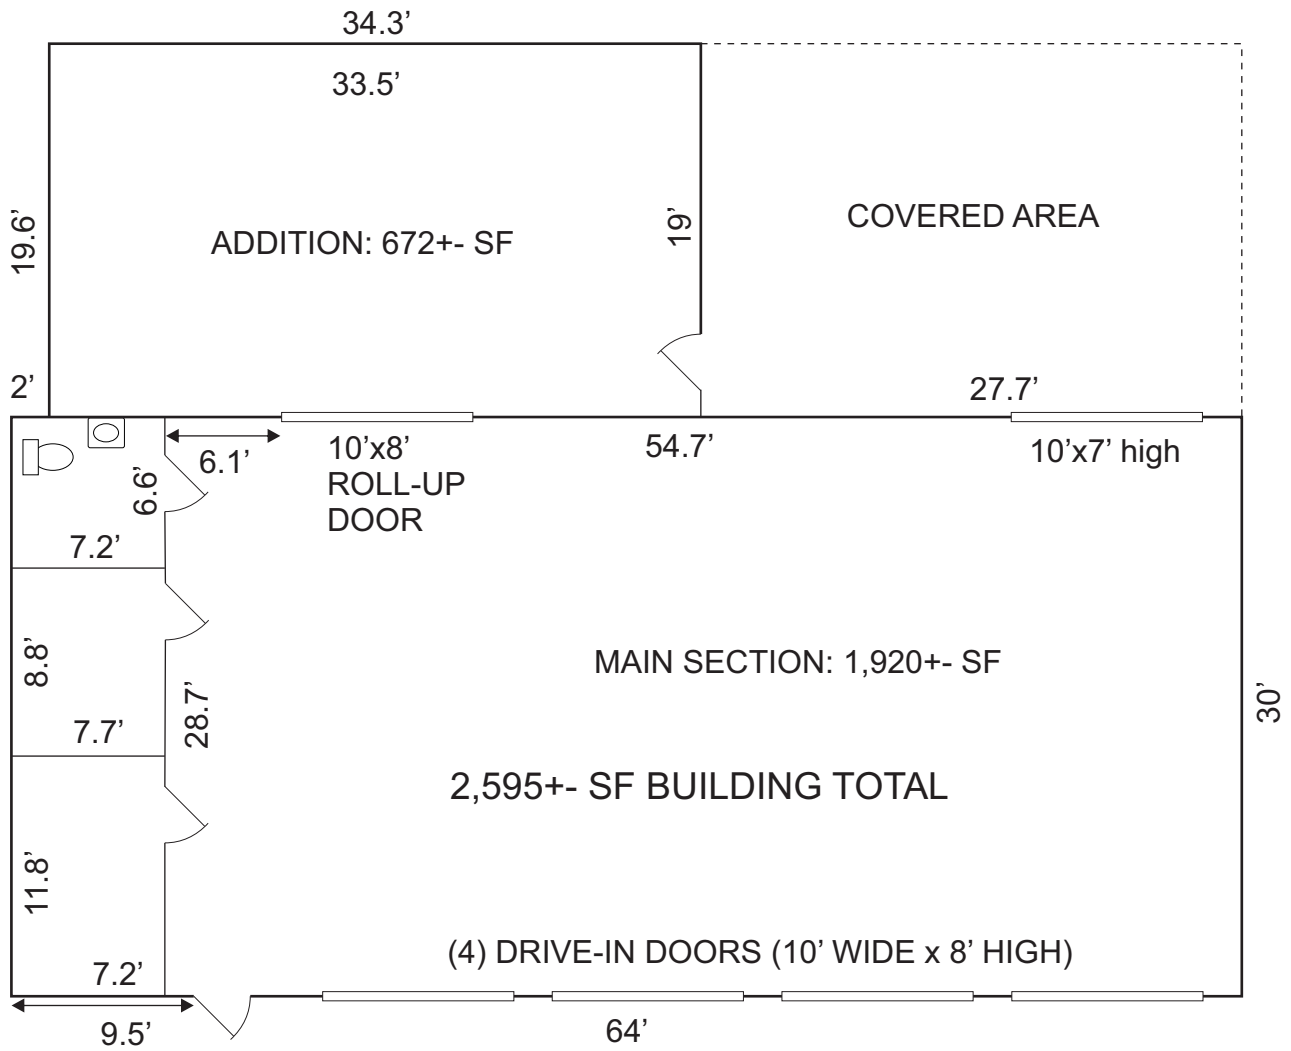 34.3’
33.5’
19.6’
ADDITION: 672+- SF
19’
COVERED AREA
2’
27.7’
6.1’
10’x8’
ROLL-UP
DOOR
54.7’
10’x7’ high
6.6’
7.2’
8.8’
7.7’
28.7’
MAIN SECTION: 1,920+- SF
30’
2,595+- SF BUILDING TOTAL
11.8’
7.2’
(4) DRIVE-IN DOORS (10’ WIDE x 8’ HIGH)
9.5’
64’